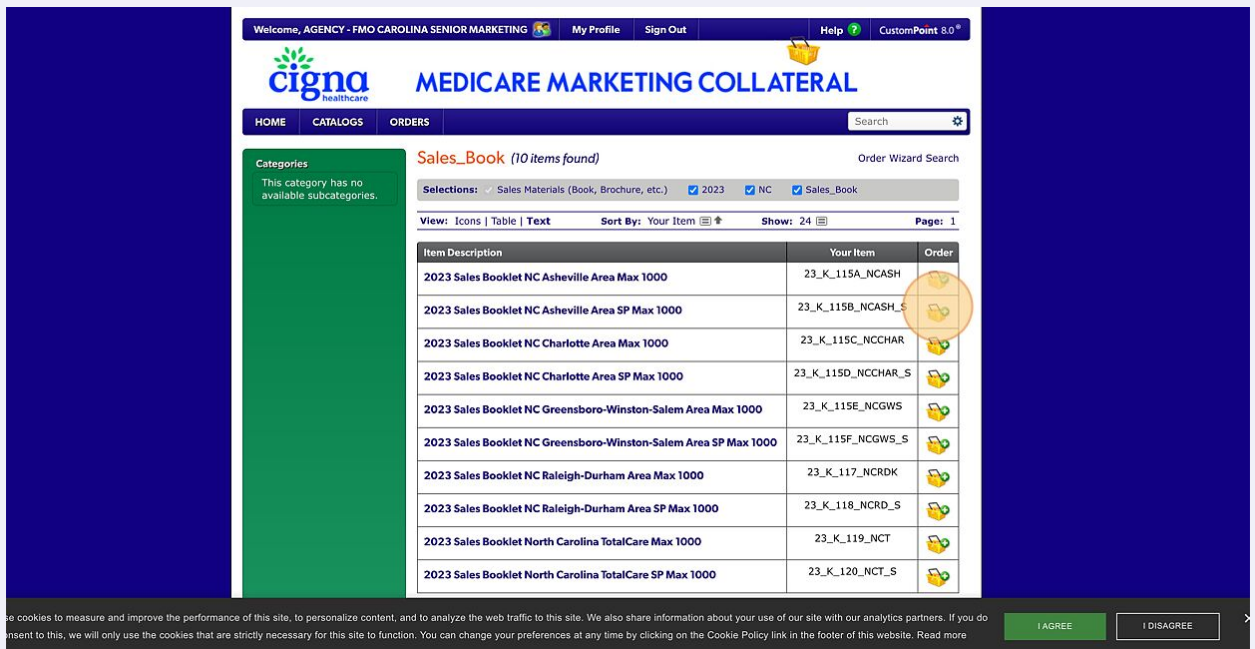 Welcome, AGENCY - FMO CAROLINA SENIOR MARKETING My Profile Sign Out Help ? CustomPoint 8.0®
cigna
healthcare
MEDICARE MARKETING COLLATERAL
HOME CATALOGS ORDERS Search
Categories
This category has no
available subcategories.
Sales_Book (10 items found) Order Wizard Search
Selections: Sales Materials (Book, Brochure, etc.) 2023 NC Sales_Book
View: Icons | Table | Text Sort By: Your Item Show: 24 Page: 1
Item Description Your Item Order
2023 Sales Booklet NC Asheville Area Max 1000 23_K_115A_NCASH
2023 Sales Booklet NC Asheville Area SP Max 1000 23_K_115B_NCASH_S
2023 Sales Booklet NC Charlotte Area Max 1000 23_K_115C_NCCHAR
2023 Sales Booklet NC Charlotte Area SP Max 1000 23_K_115D_NCCHAR_S
2023 Sales Booklet NC Greensboro-Winston-Salem Area Max 1000 23_K_115E_NCGWS
2023 Sales Booklet NC Greensboro-Winston-Salem Area SP Max 1000 23_K_115F_NCGWS_S
2023 Sales Booklet NC Raleigh-Durham Area Max 1000 23_K_117_NCRDK
2023 Sales Booklet NC Raleigh-Durham Area SP Max 1000 23_K_118_NCRD_S
2023 Sales Booklet North Carolina TotalCare Max 1000 23_K_119_NCT
2023 Sales Booklet North Carolina TotalCare SP Max 1000 23_K_120_NCT_S
se cookies to measure and improve the performance of this site, to personalize content, and to analyze the web traffic to this site. We also share information about your use of our site with our analytics partners. If you do
onsent to this, we will only use the cookies that are strictly necessary for this site to function. You can change your preferences at any time by clicking on the Cookie Policy link in the footer of this website. Read more
I AGREE I DISAGREE